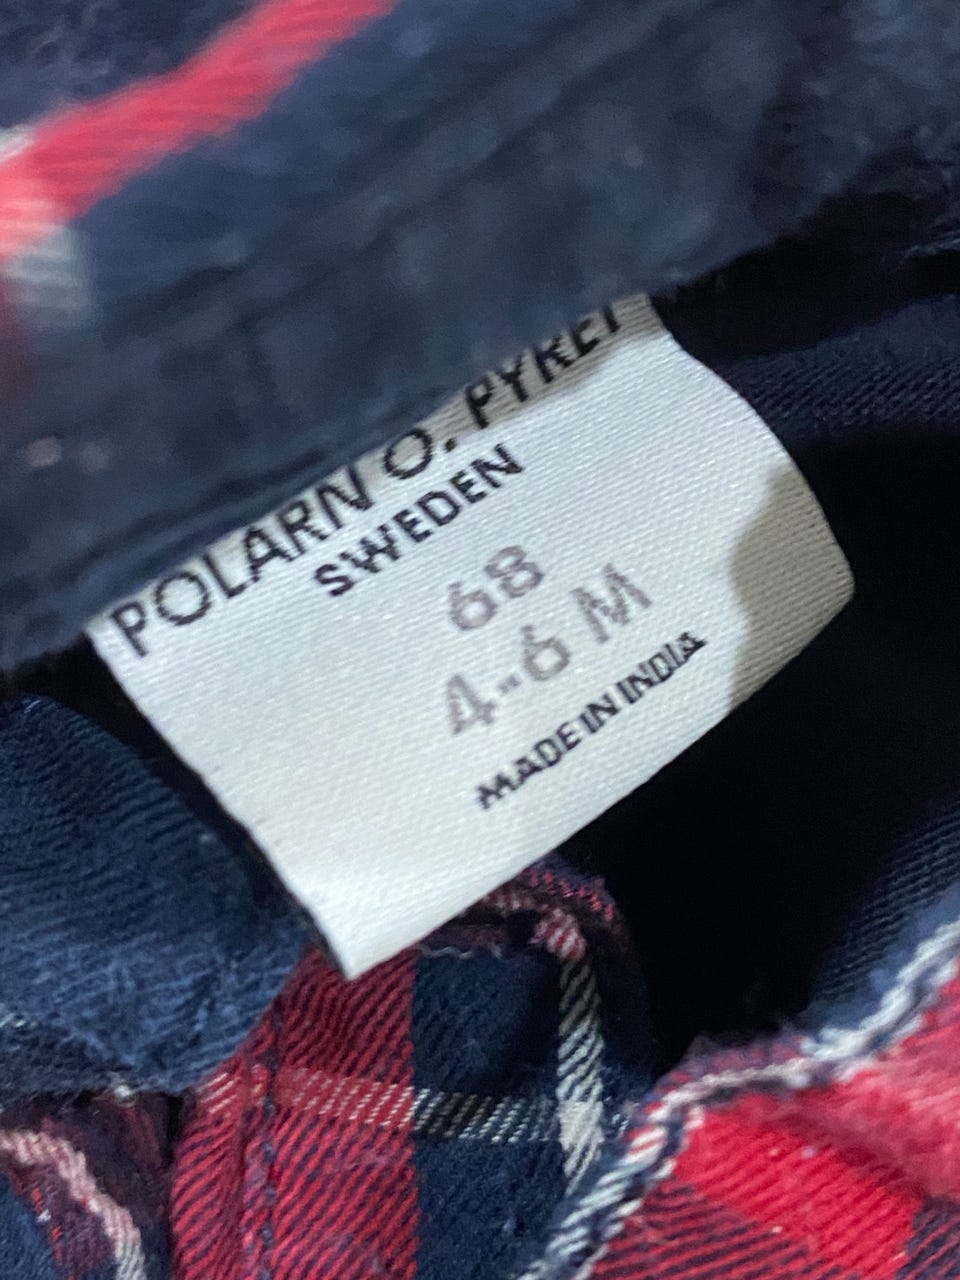 POLARN O. PYRET
SWEDEN
68
4-6 M
MADE IN INDIA